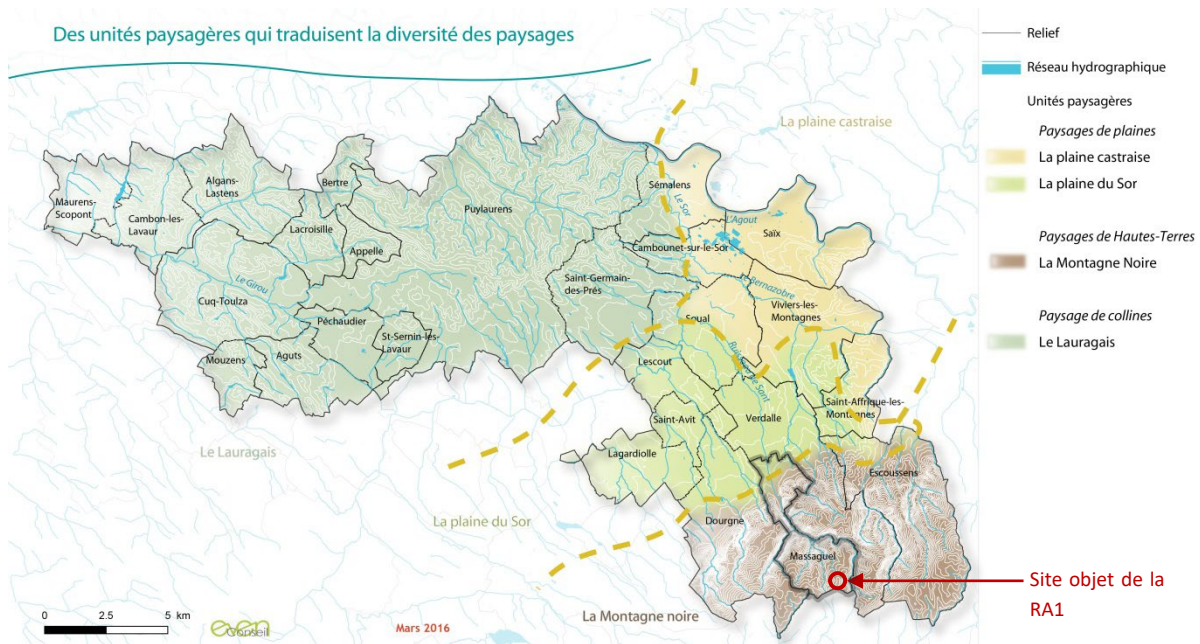 Des unités paysagères qui traduisent la diversité des paysages
Relief
Réseau hydrographique
Unités paysagères
Paysages de plaines
La plaine castraise
La plaine du Sor
Paysages de Hautes-Terres
La Montagne Noire
Paysage de collines
Le Lauragais
La plaine castraise
Maurens-
Scopont
Cambon-les-
Lavaur
Algans-
Lastens
Bertre
Lacroisille
Appelle
Puylaurens
Sémalens
Le Sor
L'Agout
Saïx
Cambounet-sur-le-Sor
Le Bernazobre
Saint-Germain-
des-Prés
Viviers-les-
Montagnes
Soual
Le Girou
Cuq-Toulza
Péchaudier
St-Sernin-lès-
Lavaur
Mouzens
Aguts
Lescout
Saint-Avit
Verdalle
Saint-Affrique-les-
Montagnes
Lagardiolle
Escoussens
Dourgne
Massaguel
Le Lauragais
La plaine du Sor
La Montagne noire
Site objet de la
RA1
0 2.5 5 km
even
Conseil
Mars 2016